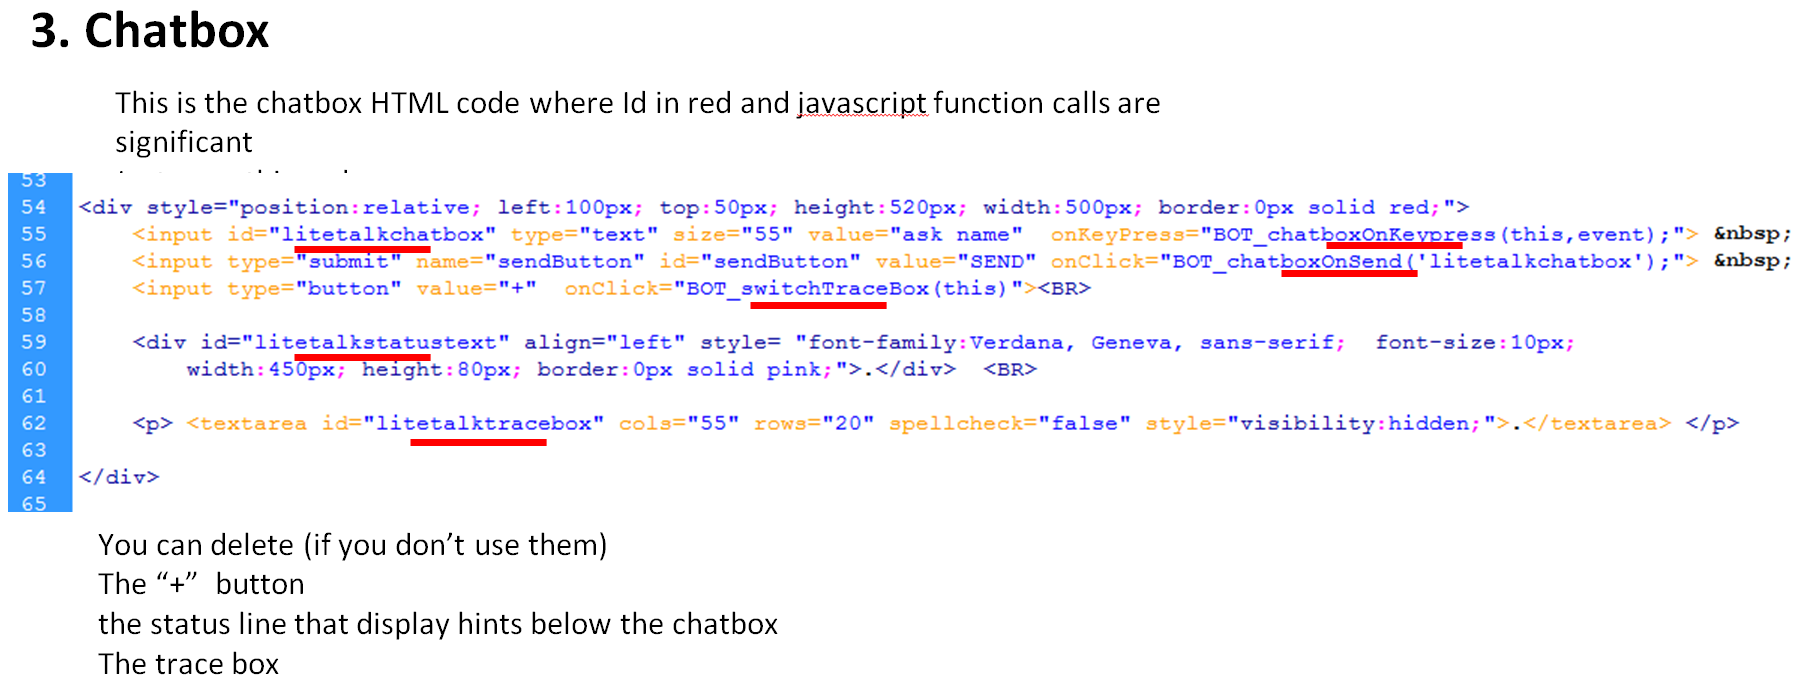 3. Chatbox
This is the chatbox HTML code where Id in red and javascript function calls are
significant
53
54 <div style="position:relative; left:100px; top:50px; height:520px; width:500px; border:0px solid red;">
55 <input id="litetalkchatbox" type="text" size="55" value="ask name" onKeyPress="BOT_chatboxOnKeypress(this,event);"> &nbsp;
56 <input type="submit" name="sendButton" id="sendButton" value="SEND" onClick="BOT_chatboxOnSend('litetalkchatbox');"> &nbsp;
57 <input type="button" value="+" onClick="BOT_switchTraceBox(this)"><BR>
58
59 <div id="litetalkstatustext" align="left" style= "font-family:Verdana, Geneva, sans-serif; font-size:10px;
60 width:450px; height:80px; border:0px solid pink;">.</div> <BR>
61
62 <p> <textarea id="litetalktracebox" cols="55" rows="20" spellcheck="false" style="visibility:hidden;">.</textarea> </p>
63
64 </div>
65
You can delete (if you don’t use them)
The “+” button
the status line that display hints below the chatbox
The trace box